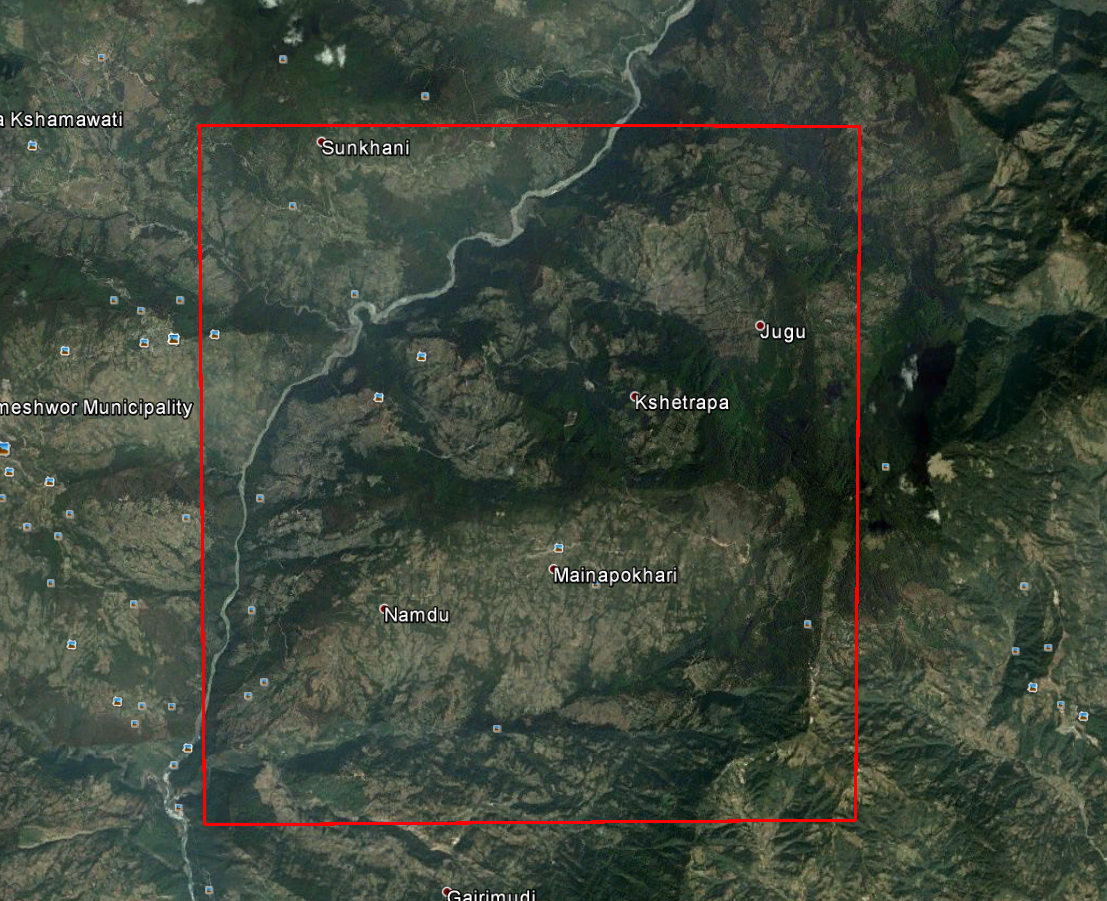 a Kshamawati
Sunkhani
Jugu
Kshetrapa
meshwor Municipality
Mainapokhari
Namdu
Gairimudi